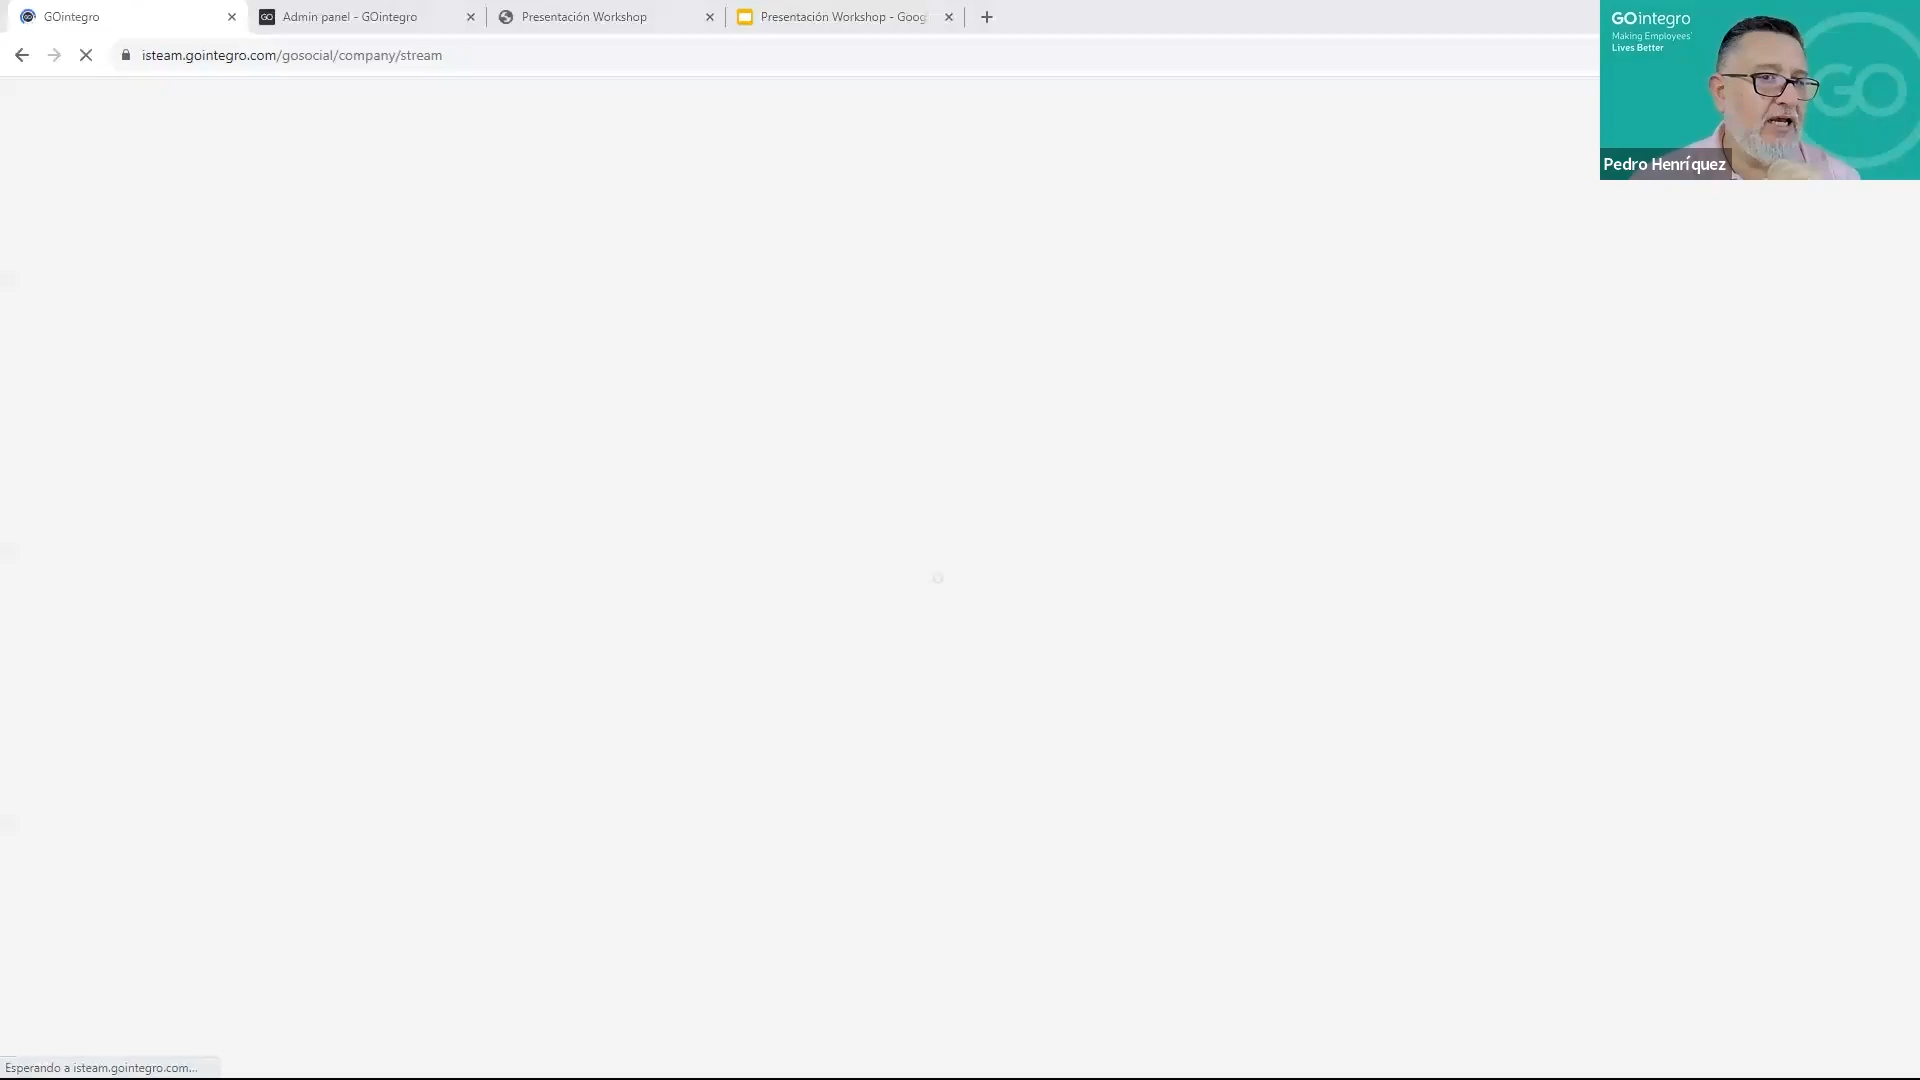 GOintegro
Admin panel - GOintegro
Presentación Workshop
Presentación Workshop - Goog
isteam.gointegro.com/gosocial/company/stream
GOintegro
Making Employees'
Lives Better
GO
Pedro Henríquez
Esperando a isteam.gointegro.com...